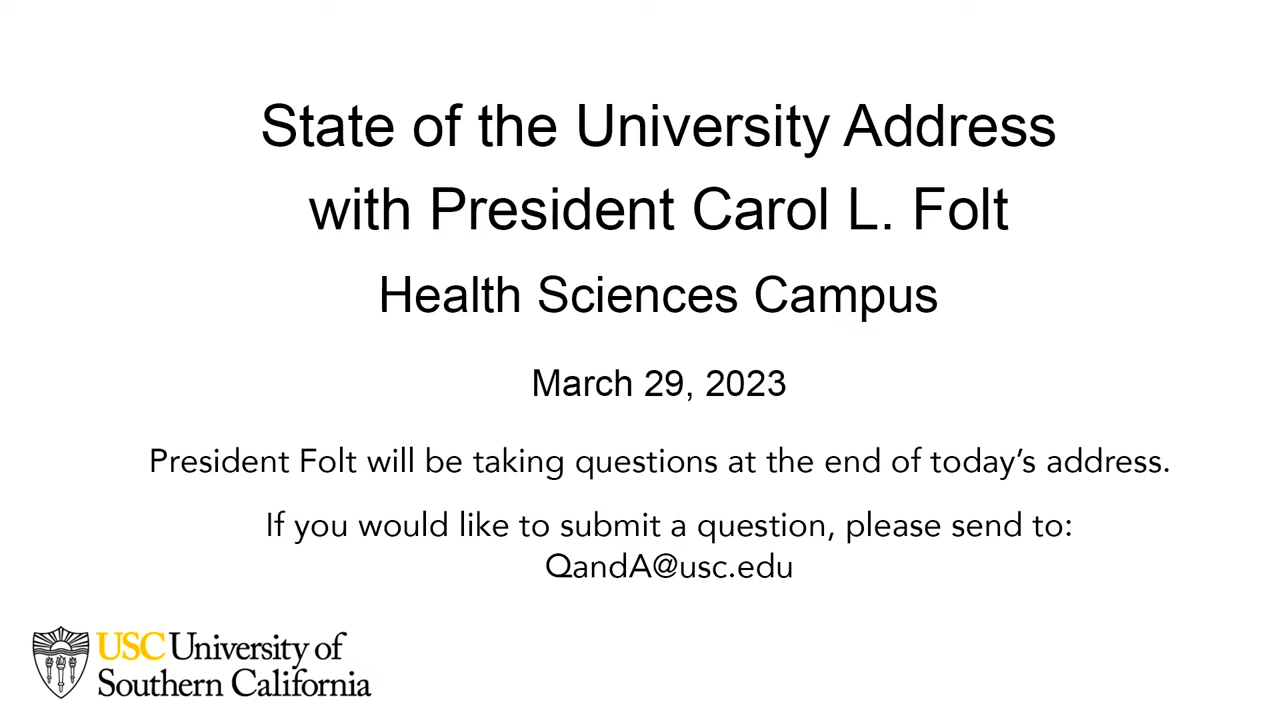 State of the University Address
with President Carol L. Folt
Health Sciences Campus
March 29, 2023
President Folt will be taking questions at the end of today’s address.
If you would like to submit a question, please send to:
QandA@usc.edu
USC University of
Southern California